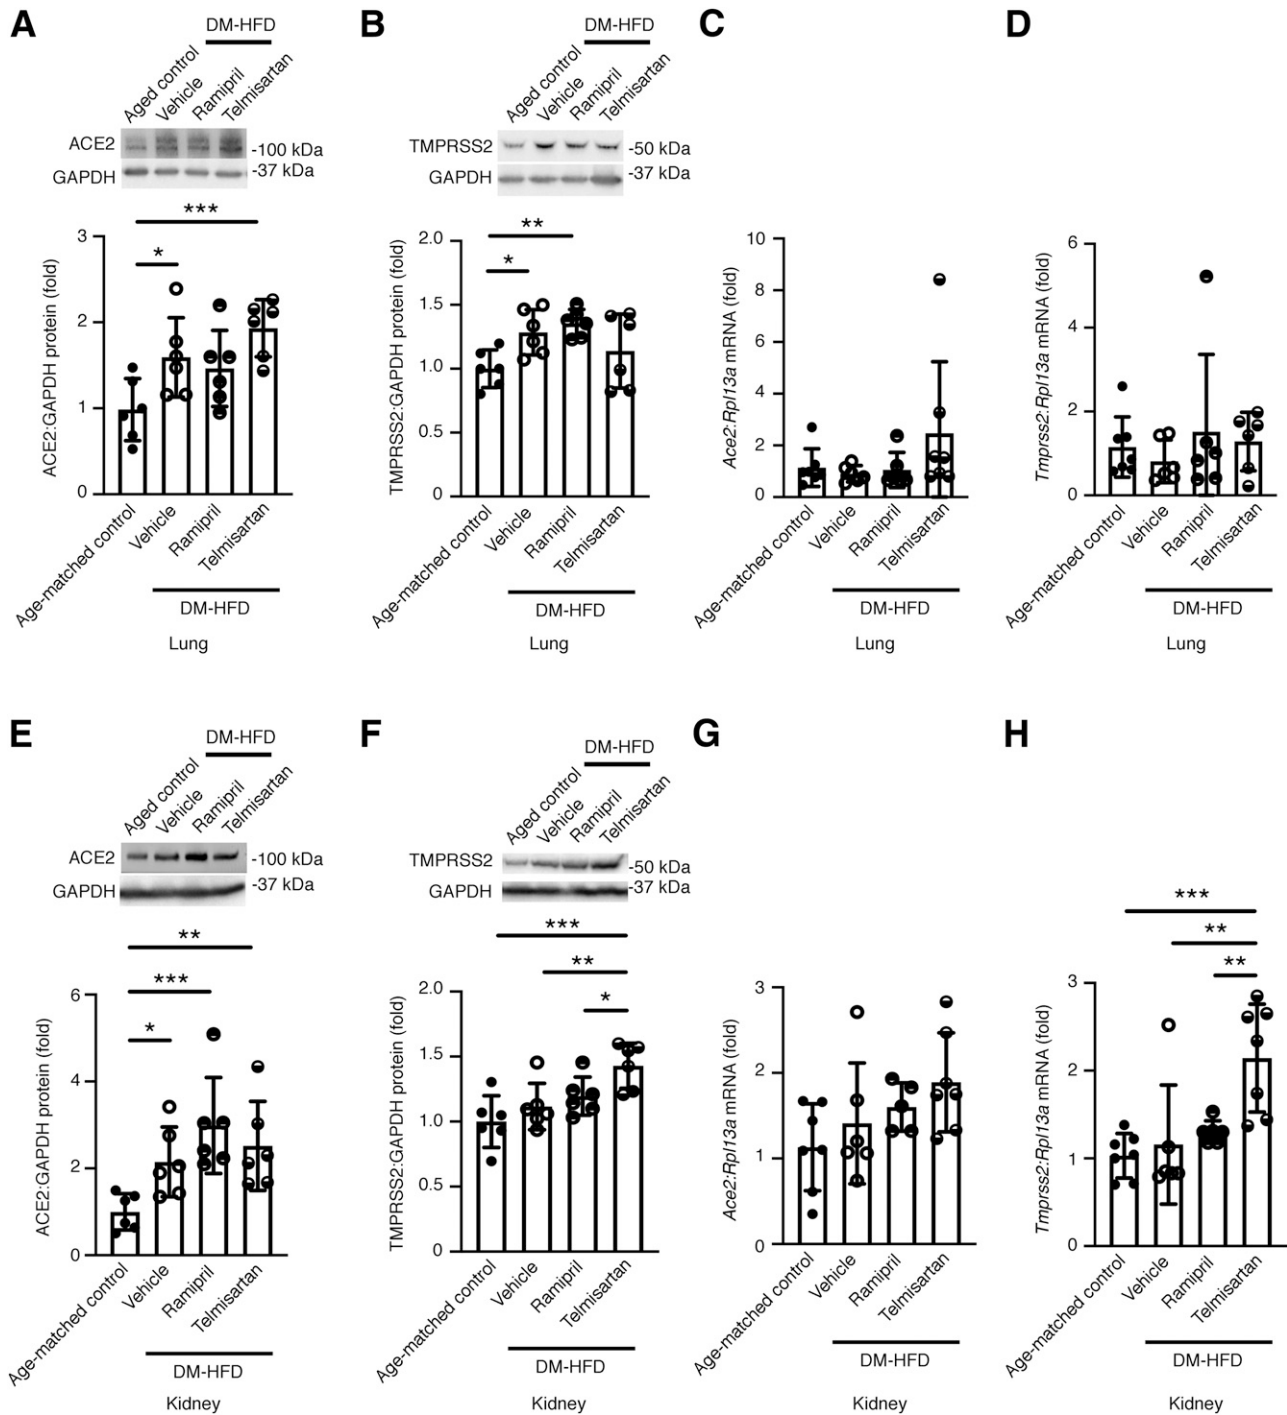 A
DM-HFD
Aged control
Vehicle
Ramipril
Telmisartan
ACE2
-100 kDa
GAPDH
-37 kDa
***
*
ACE2:GAPDH protein (fold)
3
2
1
0
Age-matched control
Vehicle
Ramipril
Telmisartan
DM-HFD
Lung
B
DM-HFD
Aged control
Vehicle
Ramipril
Telmisartan
TMPRSS2
-50 kDa
GAPDH
-37 kDa
**
*
TMPRSS2:GAPDH protein (fold)
2.0
1.5
1.0
0.5
0
Age-matched control
Vehicle
Ramipril
Telmisartan
DM-HFD
Lung
C
Ace2:Rpl13a mRNA (fold)
10
8
6
4
2
0
Age-matched control
Vehicle
Ramipril
Telmisartan
DM-HFD
Lung
D
Tmprss2:Rpl13a mRNA (fold)
6
4
2
0
Age-matched control
Vehicle
Ramipril
Telmisartan
DM-HFD
Lung
E
DM-HFD
Aged control
Vehicle
Ramipril
Telmisartan
ACE2
-100 kDa
GAPDH
-37 kDa
**
***
*
ACE2:GAPDH protein (fold)
6
4
2
0
Age-matched control
Vehicle
Ramipril
Telmisartan
DM-HFD
Kidney
F
DM-HFD
Aged control
Vehicle
Ramipril
Telmisartan
TMPRSS2
-50 kDa
GAPDH
-37 kDa
***
**
*
TMPRSS2:GAPDH protein (fold)
2.0
1.5
1.0
0.5
0
Age-matched control
Vehicle
Ramipril
Telmisartan
DM-HFD
Kidney
G
Ace2:Rpl13a mRNA (fold)
3
2
1
0
Age-matched control
Vehicle
Ramipril
Telmisartan
DM-HFD
Kidney
H
***
**
**
Tmprss2:Rpl13a mRNA (fold)
3
2
1
0
Age-matched control
Vehicle
Ramipril
Telmisartan
DM-HFD
Kidney